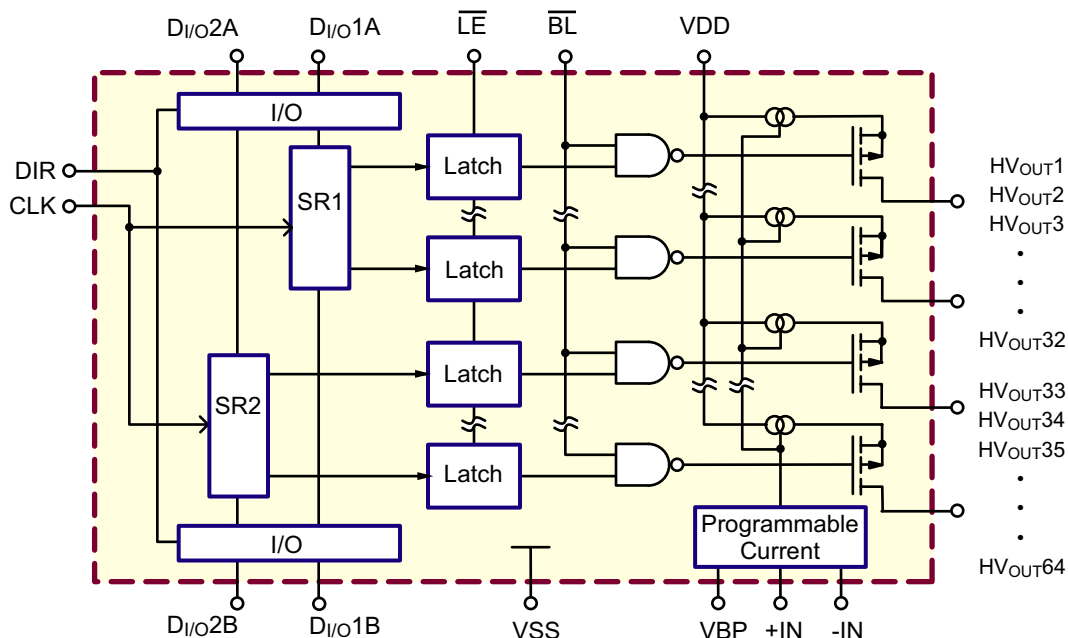 DI/O2A DI/O1A LE BL VDD
I/O
DIR
CLK
SR1
Latch
HVOUT1
HVOUT2
HVOUT3
•
•
•
Latch
HVOUT32
SR2
Latch
HVOUT33
HVOUT34
HVOUT35
•
•
•
Latch
I/O
Programmable
Current
HVOUT64
DI/O2B DI/O1B VSS VBP +IN -IN